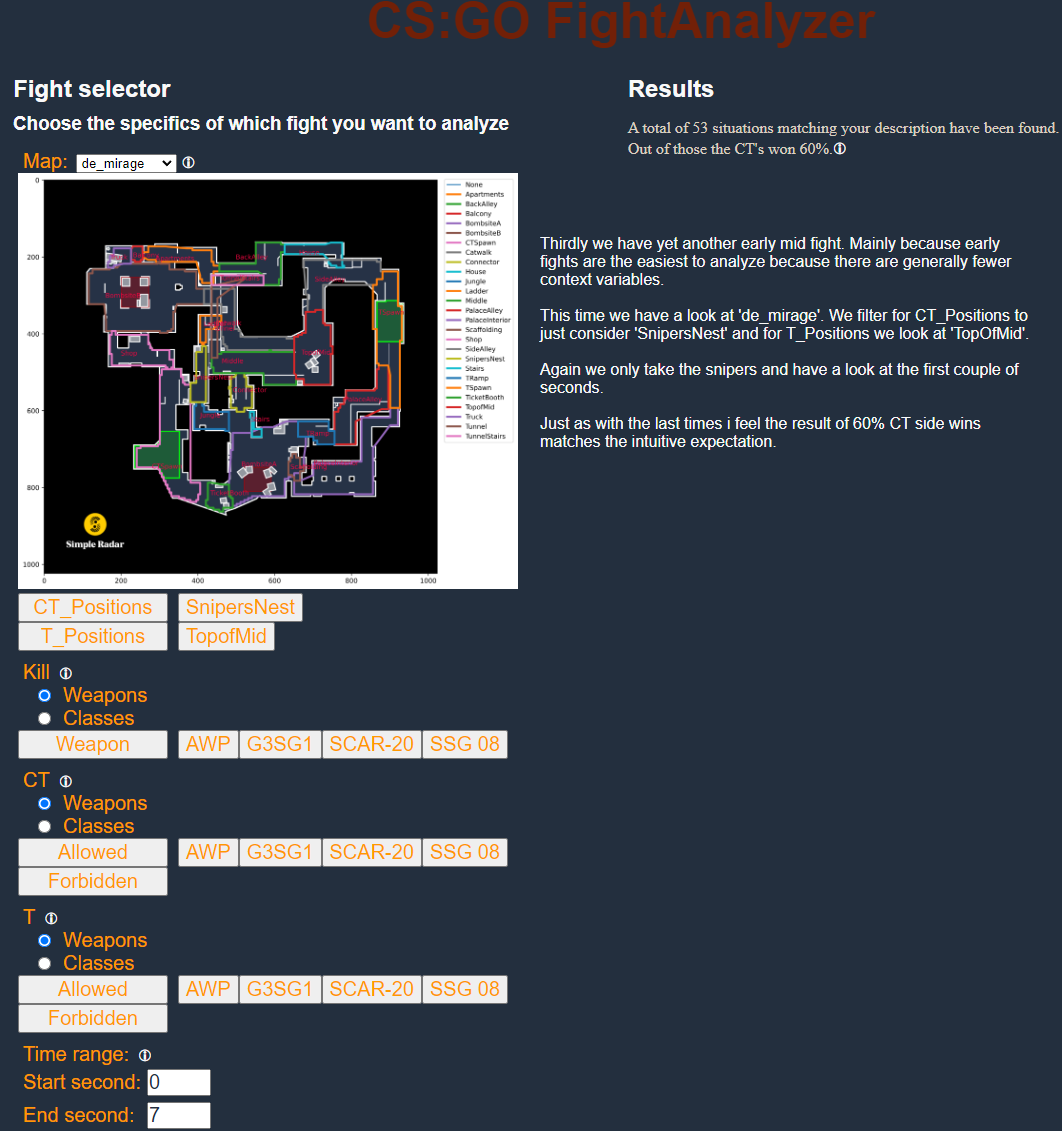 CS:GO FightAnalyzer
Fight selector
Choose the specifics of which fight you want to analyze
Map: de_mirage
0
200
400
600
800
1000
0
200
400
600
800
1000
None
Apartments
BackAlley
Balcony
BombsiteA
BombsiteB
CTSpawn
Catwalk
Connector
House
Jungle
Ladder
Middle
PalaceAlley
PalaceInterior
Scaffolding
Shop
SideAlley
SnipersNest
Stairs
TRamp
TSpawn
TicketBooth
TopofMid
Truck
Tunnel
TunnelStairs
Shop
Middle
Simple Radar
CT_Positions SnipersNest
T_Positions TopofMid
Kill
Weapons
Classes
Weapon AWP G3SG1 SCAR-20 SSG 08
CT
Weapons
Classes
Allowed AWP G3SG1 SCAR-20 SSG 08
Forbidden
T
Weapons
Classes
Allowed AWP G3SG1 SCAR-20 SSG 08
Forbidden
Time range:
Start second: 0
End second: 7
Results
A total of 53 situations matching your description have been found.
Out of those the CT's won 60%.
Thirdly we have yet another early mid fight. Mainly because early
fights are the easiest to analyze because there are generally fewer
context variables.
This time we have a look at 'de_mirage'. We filter for CT_Positions to
just consider 'SnipersNest' and for T_Positions we look at 'TopOfMid'.
Again we only take the snipers and have a look at the first couple of
seconds.
Just as with the last times i feel the result of 60% CT side wins
matches the intuitive expectation.